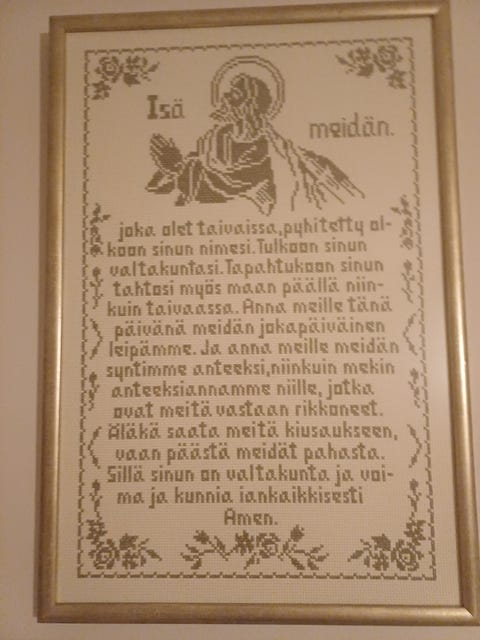 Isä
meidän.
joka olet taivaissa, pyhitetty ol-
koon sinun nimesi. Tulkoon sinun
valtakuntasi. Tapahtukoon sinun
tahtosi myös maan päällä niin-
kuin taivaassa. Anna meille tänä
päivänä meidän jokapäiväinen
leipämme. Ja anna meille meidän
syntimme anteeksi, niinkuin mekin
anteeksiannamme niille, jotka
ovat meitä vastaan rikkoneet.
Äläkä saata meitä kiusaukseen,
vaan päästä meidät pahasta.
Sillä sinun on valtakunta ja voi-
ma ja kunnia iankaikkisesti
Amen.